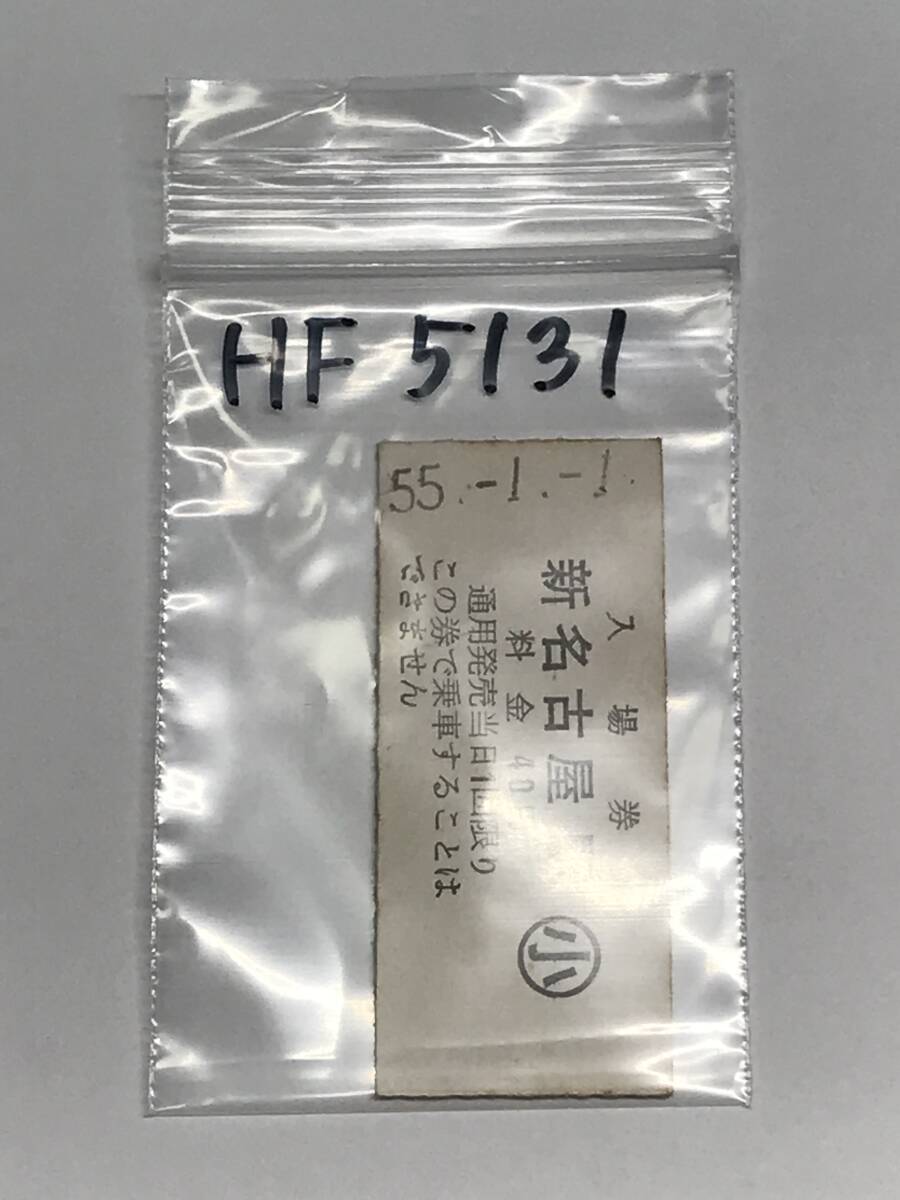 HF 5131
55.-1.-1
入場券
新名古屋
料金 40
通用発売当日1回限り
この券で乗車することは
できません
小